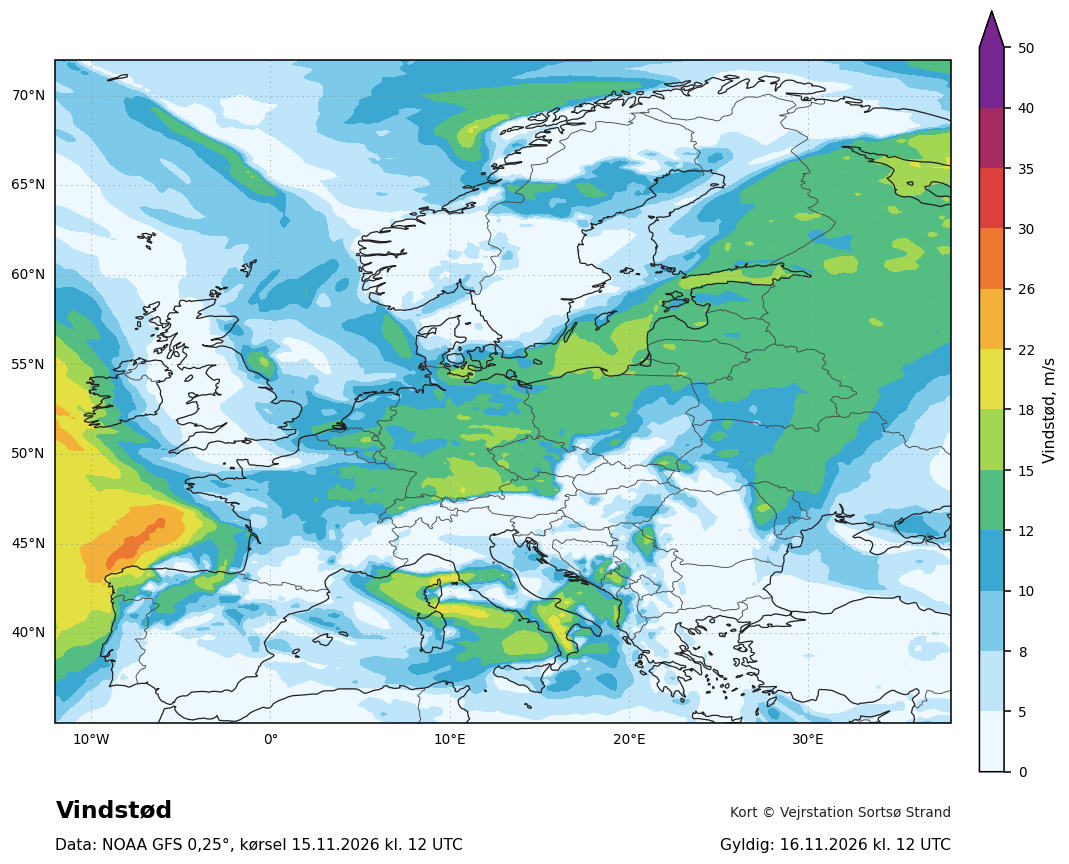 50
40
35
30
26
22
18
15
12
10
8
5
0
Vindstød, m/s
70°N
65°N
60°N
55°N
50°N
45°N
40°N
10°W 0° 10°E 20°E 30°E
Vindstød
Kort © Vejrstation Sortsø Strand
Data: NOAA GFS 0,25°, kørsel 15.11.2026 kl. 12 UTC
Gyldig: 16.11.2026 kl. 12 UTC